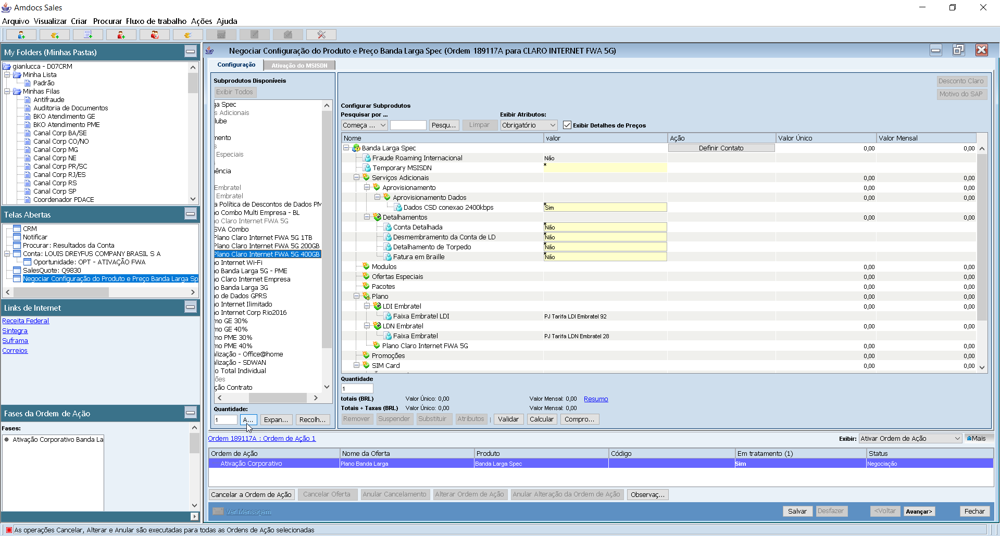 Amdocs Sales
Arquivo Visualizar Criar Procurar Fluxo de trabalho Ações Ajuda
My Folders (Minhas Pastas)
gianlucca - D07CRM
Minha Lista
Padrão
Minhas Filas
Antifraude
Auditoria de Documentos
BKO Atendimento GE
BKO Atendimento PME
Canal Corp BA/SE
Canal Corp CO/NO
Canal Corp MG
Canal Corp NE
Canal Corp PR/SC
Canal Corp RJ/ES
Canal Corp RS
Canal Corp SP
Coordenador PDACE
Telas Abertas
CRM
Notificar
Procurar: Resultados da Conta
Conta: LOUIS DREYFUS COMPANY BRASIL S A
Oportunidade: OPT - ATIVAÇÃO FWA
SalesQuote: Q9830
Negociar Configuração do Produto e Preço Banda Larga Sp
Links de Internet
Receita Federal
Sintegra
Suframa
Correios
Fases da Ordem de Ação
Fases:
Ativação Corporativo Banda La
Negociar Configuração do Produto e Preço Banda Larga Spec (Ordem 189117A para CLARO INTERNET FWA 5G)
Configuração Ativação do MSISDN
Subprodutos Disponíveis
Exibir Todos
ga Spec
s Adicionais
lube
mento
s
Especiais
ência
Embratel
Embratel
a Política de Descontos de Dados PM
o Combo Multi Empresa - BL
no Claro Internet FWA 5G
SVA Combo
Plano Claro Internet FWA 5G 1TB
Plano Claro Internet FWA 5G 200GB
Plano Claro Internet FWA 5G 400GB
o Internet Wi-Fi
o Banda Larga 5G - PME
o Claro Internet Empresa
o Banda Larga 3G
o de Dados GPRS
o Internet Ilimitado
o Internet Corp Rio2016
mo GE 30%
mo GE 40%
mo PME 30%
mo PME 40%
alização - Office@home
alização - SDWAN
o Total Individual
ões
ção Contrato
Quantidade:
1 A... Expan... Recolh...
Desconto Claro
Motivo do SAP
Configurar Subprodutos
Pesquisar por ... Exibir Atributos:
Começa ... Pesqu... Limpar Obrigatório Exibir Detalhes de Preços
Nome valor Ação Valor Único Valor Mensal
Banda Larga Spec Definir Contato 0,00 0,00
Fraude Roaming Internacional Não
Temporary MSISDN *
Serviços Adicionais 0,00 0,00
Aprovisionamento 0,00 0,00
Aprovisionamento Dados 0,00 0,00
Dados CSD conexao 2400kbps *Sim
Detalhamentos 0,00 0,00
Conta Detalhada *Não
Desmembramento da Conta de LD *Não
Detalhamento de Torpedo *Não
Fatura em Braille *Não
Modulos 0,00 0,00
Ofertas Especiais 0,00 0,00
Pacotes 0,00 0,00
Plano 0,00 0,00
LDI Embratel 0,00 0,00
Faixa Embratel LDI PJ Tarifa LDI Embratel 92
LDN Embratel 0,00 0,00
Faixa Embratel PJ Tarifa LDN Embratel 28
Plano Claro Internet FWA 5G 0,00 0,00
Promoções 0,00 0,00
SIM Card 0,00 0,00
Quantidade
1
totais (BRL) Valor Único: 0,00 Valor Mensal: 0,00 Resumo
Totais + Taxas (BRL) Valor Único: 0,00 Valor Mensal: 0,00
Remover Suspender Substituir Atributos | Validar Calcular Compro...
Ordem 189117A : Ordem de Ação 1 Exibir: Ativar Ordem de Ação Mais
Ordem de Ação Nome da Oferta Produto Código Em tratamento (1) Status
Ativação Corporativo Plano Banda Larga Banda Larga Spec Sim Negociação
Cancelar a Ordem de Ação Cancelar Oferta Anular Cancelamento Alterar Ordem de Ação Anular Alteração da Ordem de Ação Observaç...
Ver Mensagem Salvar Desfazer <Voltar Avançar> Fechar
As operações Cancelar, Alterar e Anular são executadas para todas as Ordens de Ação selecionadas